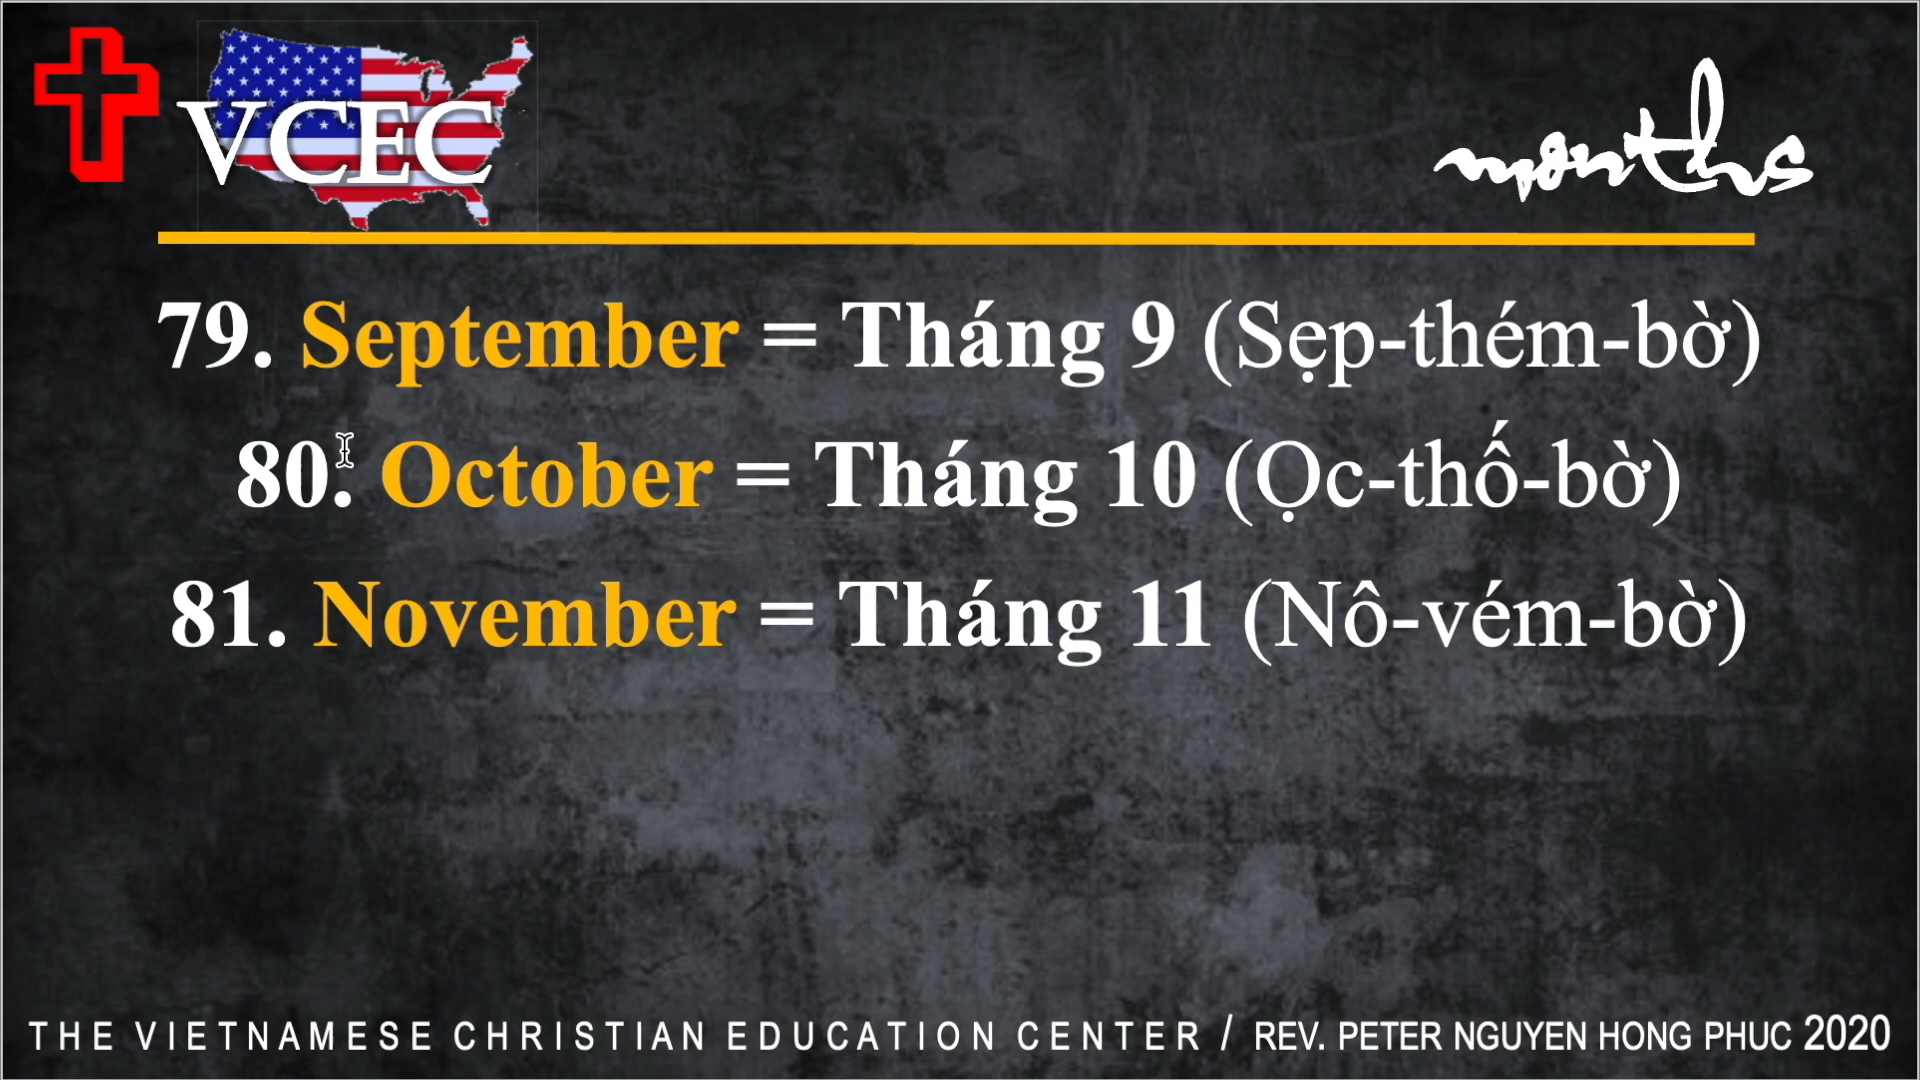 VCEC
months
79. September = Tháng 9 (Sẹp-thém-bờ)
80. October = Tháng 10 (Ọc-thố-bờ)
81. November = Tháng 11 (Nô-vém-bờ)
THE VIETNAMESE CHRISTIAN EDUCATION CENTER / REV. PETER NGUYEN HONG PHUC 2020